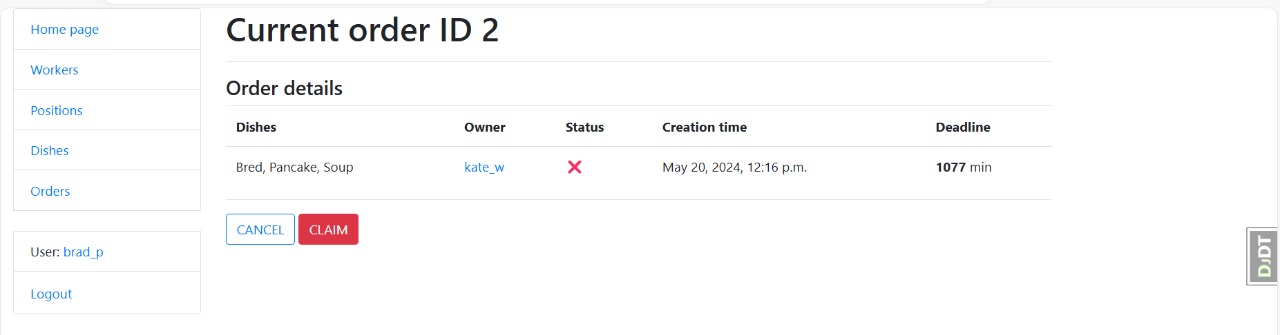 Home page
Workers
Positions
Dishes
Orders
User: brad_p
Logout
Current order ID 2
Order details
Dishes Owner Status Creation time Deadline
Bred, Pancake, Soup kate_w ❌ May 20, 2024, 12:16 p.m. 1077 min
CANCEL CLAIM
DJDT